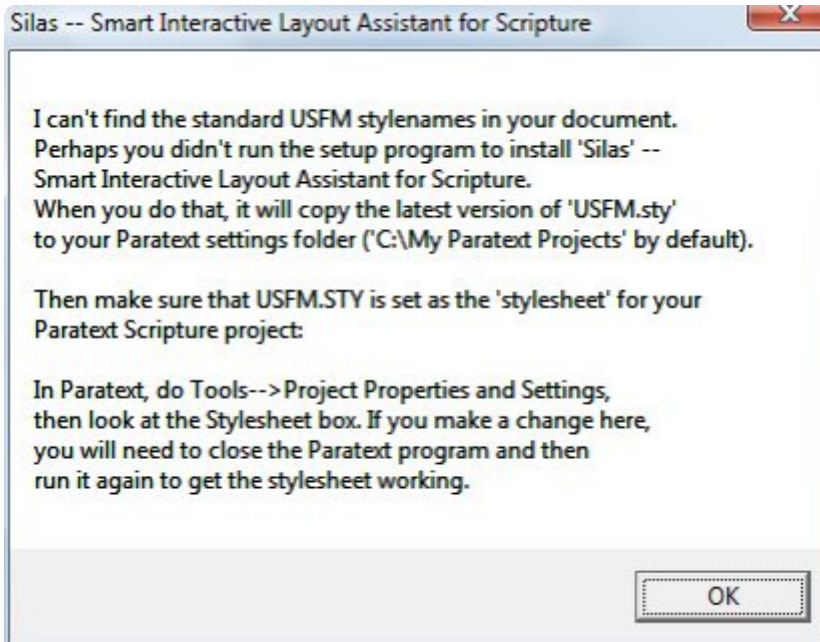 Silas -- Smart Interactive Layout Assistant for Scripture
I can't find the standard USFM stylenames in your document.
Perhaps you didn't run the setup program to install 'Silas' --
Smart Interactive Layout Assistant for Scripture.
When you do that, it will copy the latest version of 'USFM.sty'
to your Paratext settings folder ('C:\My Paratext Projects' by default).
Then make sure that USFM.STY is set as the 'stylesheet' for your
Paratext Scripture project:
In Paratext, do Tools-->Project Properties and Settings,
then look at the Stylesheet box. If you make a change here,
you will need to close the Paratext program and then
run it again to get the stylesheet working.
OK